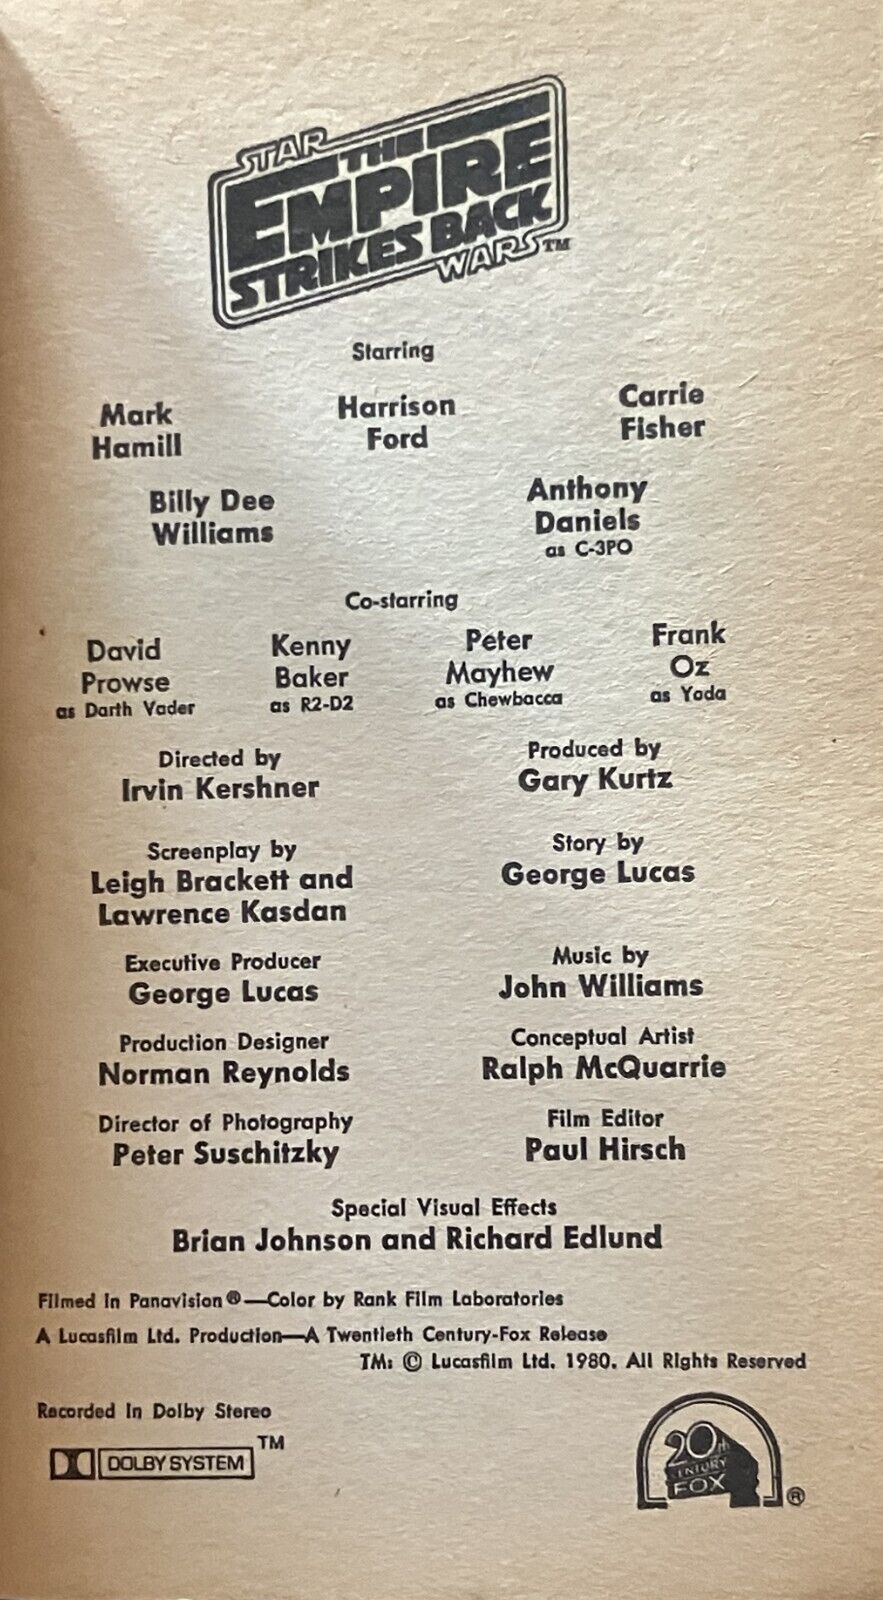 STAR
THE
EMPIRE
STRIKES BACK
WARS™
Starring
Mark Hamill
Harrison Ford
Carrie Fisher
Billy Dee Williams
Anthony Daniels
as C-3PO
Co-starring
David Prowse
as Darth Vader
Kenny Baker
as R2-D2
Peter Mayhew
as Chewbacca
Frank Oz
as Yoda
Directed by
Irvin Kershner
Produced by
Gary Kurtz
Screenplay by
Leigh Brackett and
Lawrence Kasdan
Story by
George Lucas
Executive Producer
George Lucas
Music by
John Williams
Production Designer
Norman Reynolds
Conceptual Artist
Ralph McQuarrie
Director of Photography
Peter Suschitzky
Film Editor
Paul Hirsch
Special Visual Effects
Brian Johnson and Richard Edlund
Filmed in Panavision®—Color by Rank Film Laboratories
A Lucasfilm Ltd. Production—A Twentieth Century-Fox Release
TM: © Lucasfilm Ltd. 1980. All Rights Reserved
Recorded in Dolby Stereo
DOLBY SYSTEM ™
20th
CENTURY
FOX ®